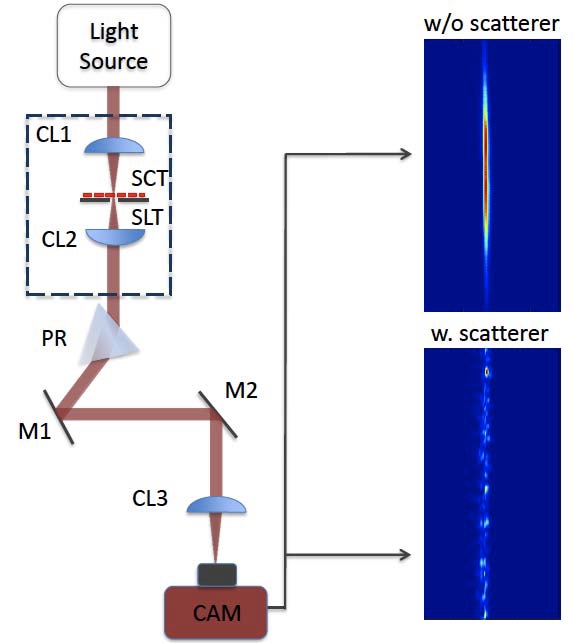 Light
Source
CL1
SCT
SLT
CL2
PR
M1
M2
CL3
CAM
w/o scatterer
w. scatterer